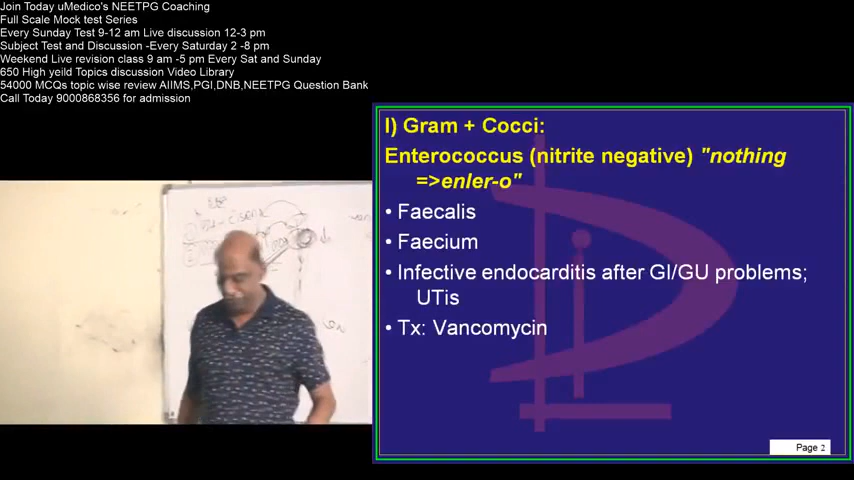 Join Today uMedico's NEETPG Coaching
Full Scale Mock test Series
Every Sunday Test 9-12 am Live discussion 12-3 pm
Subject Test and Discussion -Every Saturday 2 -8 pm
Weekend Live revision class 9 am -5 pm Every Sat and Sunday
650 High yeild Topics discussion Video Library
54000 MCQs topic wise review AIIMS,PGI,DNB,NEETPG Question Bank
Call Today 9000868356 for admission
I) Gram + Cocci:
Enterococcus (nitrite negative) "nothing
=>enler-o"
• Faecalis
• Faecium
• Infective endocarditis after GI/GU problems;
UTis
• Tx: Vancomycin
Page 2